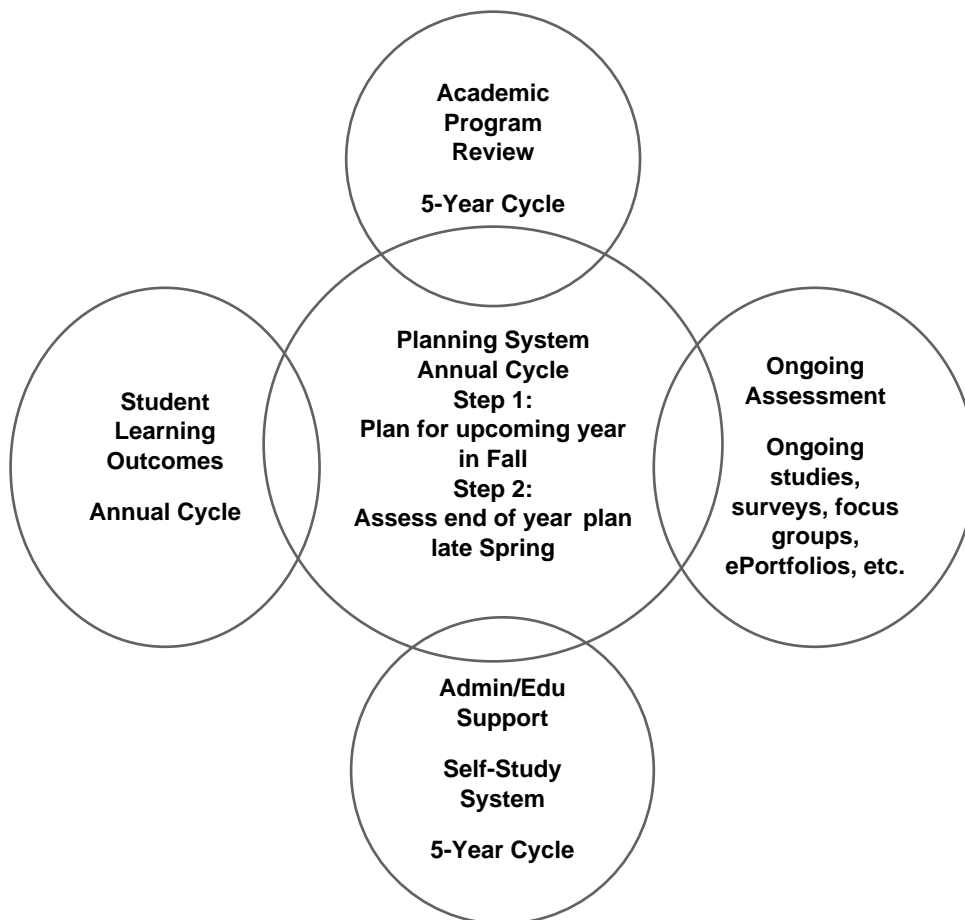 Academic
Program
Review
5-Year Cycle
Student
Learning
Outcomes
Annual Cycle
Planning System
Annual Cycle
Step 1:
Plan for upcoming year
in Fall
Step 2:
Assess end of year plan
late Spring
Ongoing
Assessment
Ongoing
studies,
surveys, focus
groups,
ePortfolios, etc.
Admin/Edu
Support
Self-Study
System
5-Year Cycle